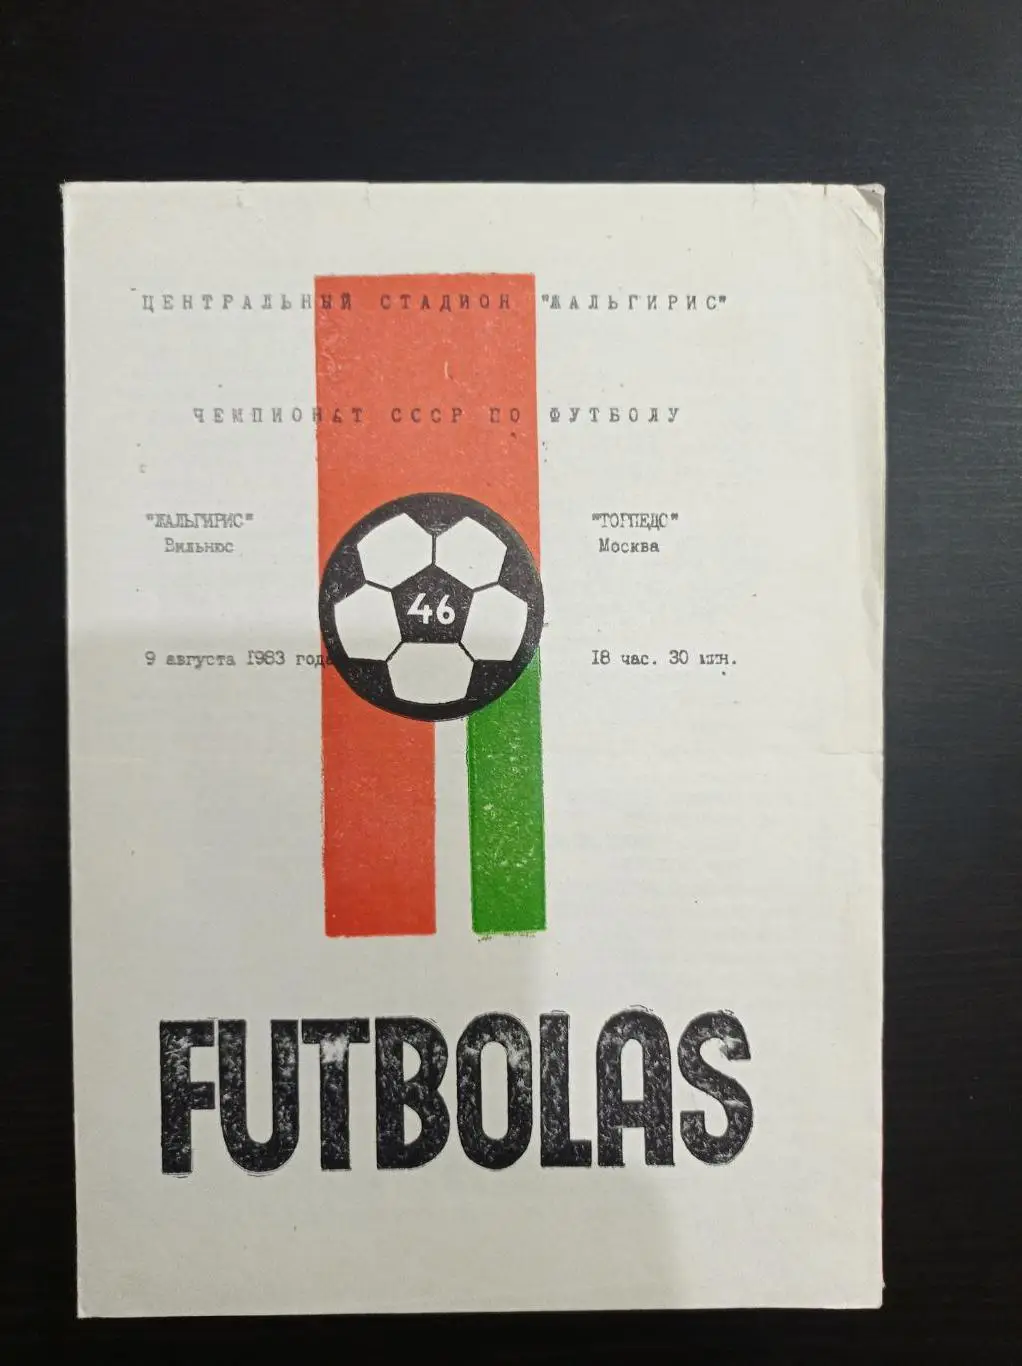 ЦЕНТРАЛЬНЫЙ СТАДИОН "ЖАЛЬГИРИС"
ЧЕМПИОНАТ СССР ПО ФУТБОЛУ
"ЖАЛЬГИРИС" "ТОРПЕДО"
Вильнюс Москва
46
9 августа 1983 года 18 час. 30 мин.
FUTBOLAS